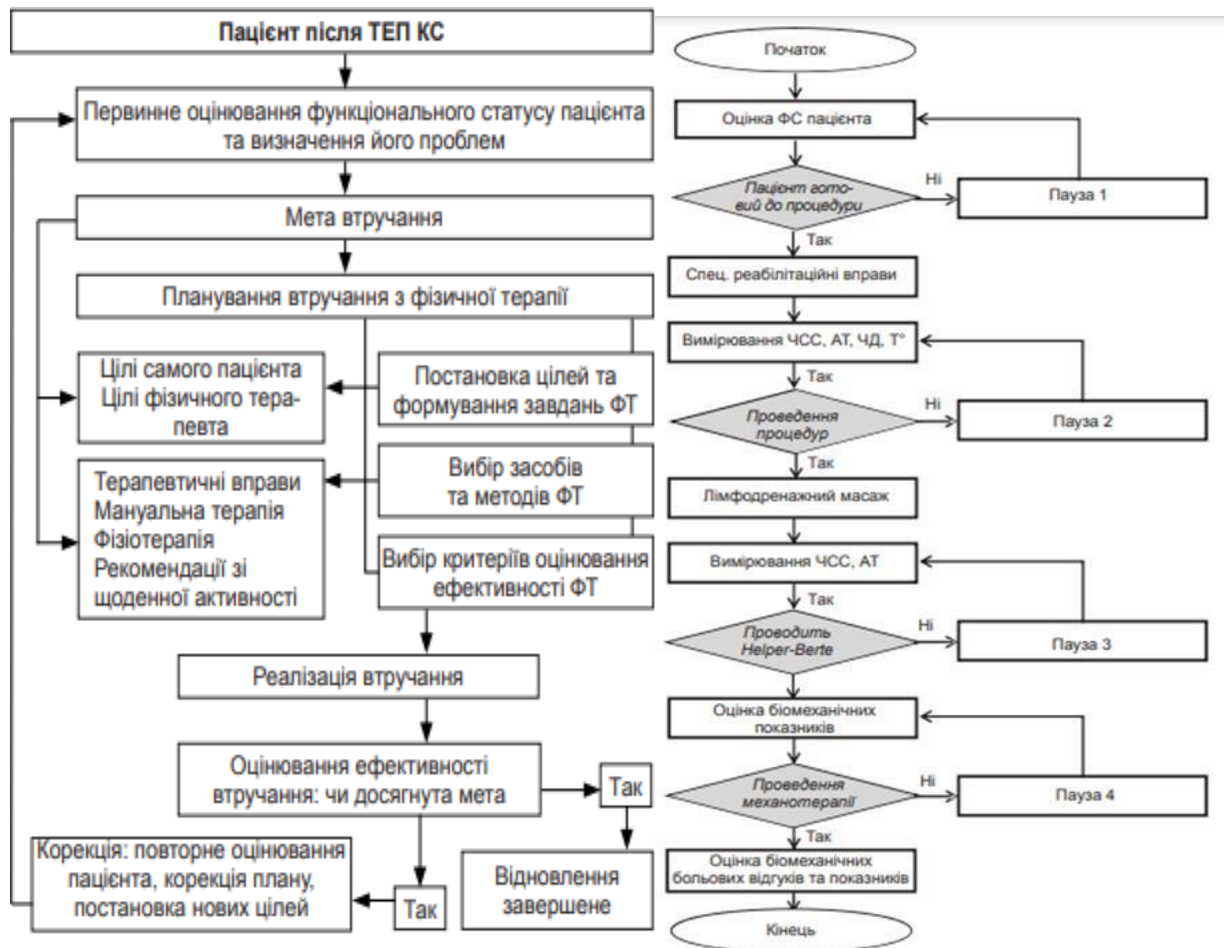 Пацієнт після ТЕП КС
Первинне оцінювання функціонального статусу пацієнта
та визначення його проблем
Мета втручання
Планування втручання з фізичної терапії
Цілі самого пацієнта
Цілі фізичного тера-
певта
Постановка цілей та
формування завдань ФТ
Терапевтичні вправи
Мануальна терапія
Фізіотерапія
Рекомендації зі
щоденної активності
Вибір засобів
та методів ФТ
Вибір критеріїв оцінювання
ефективності ФТ
Реалізація втручання
Оцінювання ефективності
втручання: чи досягнута мета
Так
Відновлення
завершене
Так
Корекція: повторне оцінювання
пацієнта, корекція плану,
постановка нових цілей
Початок
Оцінка ФС пацієнта
Пацієнт гото-
вий до процедури
Ні
Пауза 1
Так
Спец. реабілітаційні вправи
Вимірювання ЧСС, АТ, ЧД, Т°
Так
Проведення
процедур
Ні
Пауза 2
Так
Лімфодренажний масаж
Вимірювання ЧСС, АТ
Так
Проводить
Helper-Berte
Ні
Пауза 3
Оцінка біомеханічних
показників
Проведення
механотерапії
Ні
Пауза 4
Так
Оцінка біомеханічних
больових відгуків та показників
Кінець